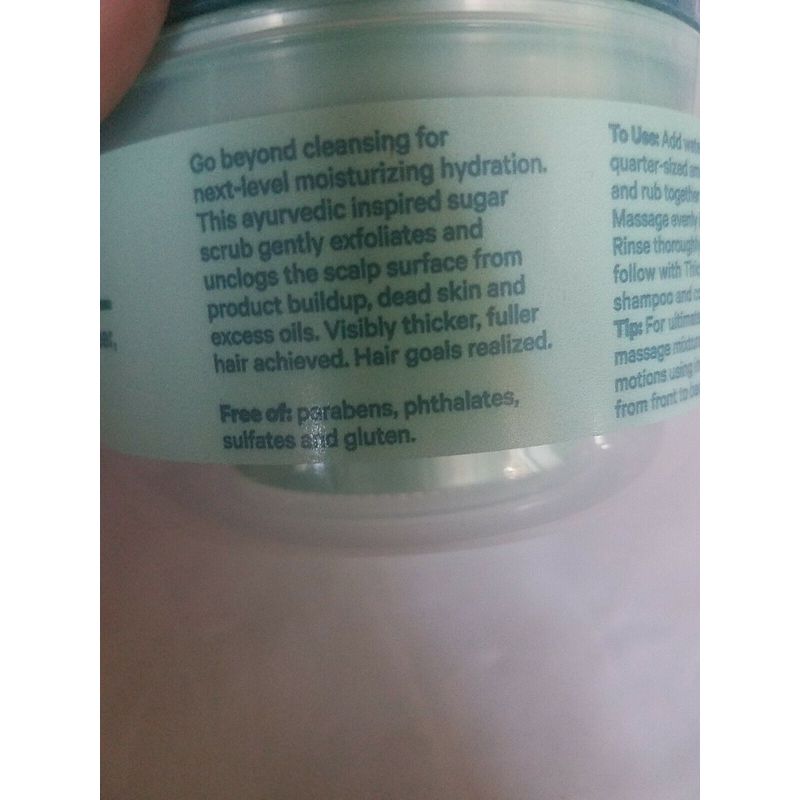 Go beyond cleansing for
next-level moisturizing hydration.
This ayurvedic inspired sugar
scrub gently exfoliates and
unclogs the scalp surface from
product buildup, dead skin and
excess oils. Visibly thicker, fuller
hair achieved. Hair goals realized.
Free of: parabens, phthalates,
sulfates and gluten.
To Use: Add
quarter-sized
and rub together
Massage evenly
Rinse
follow with
shampoo and
Tip: For
massage
motions using
from front to